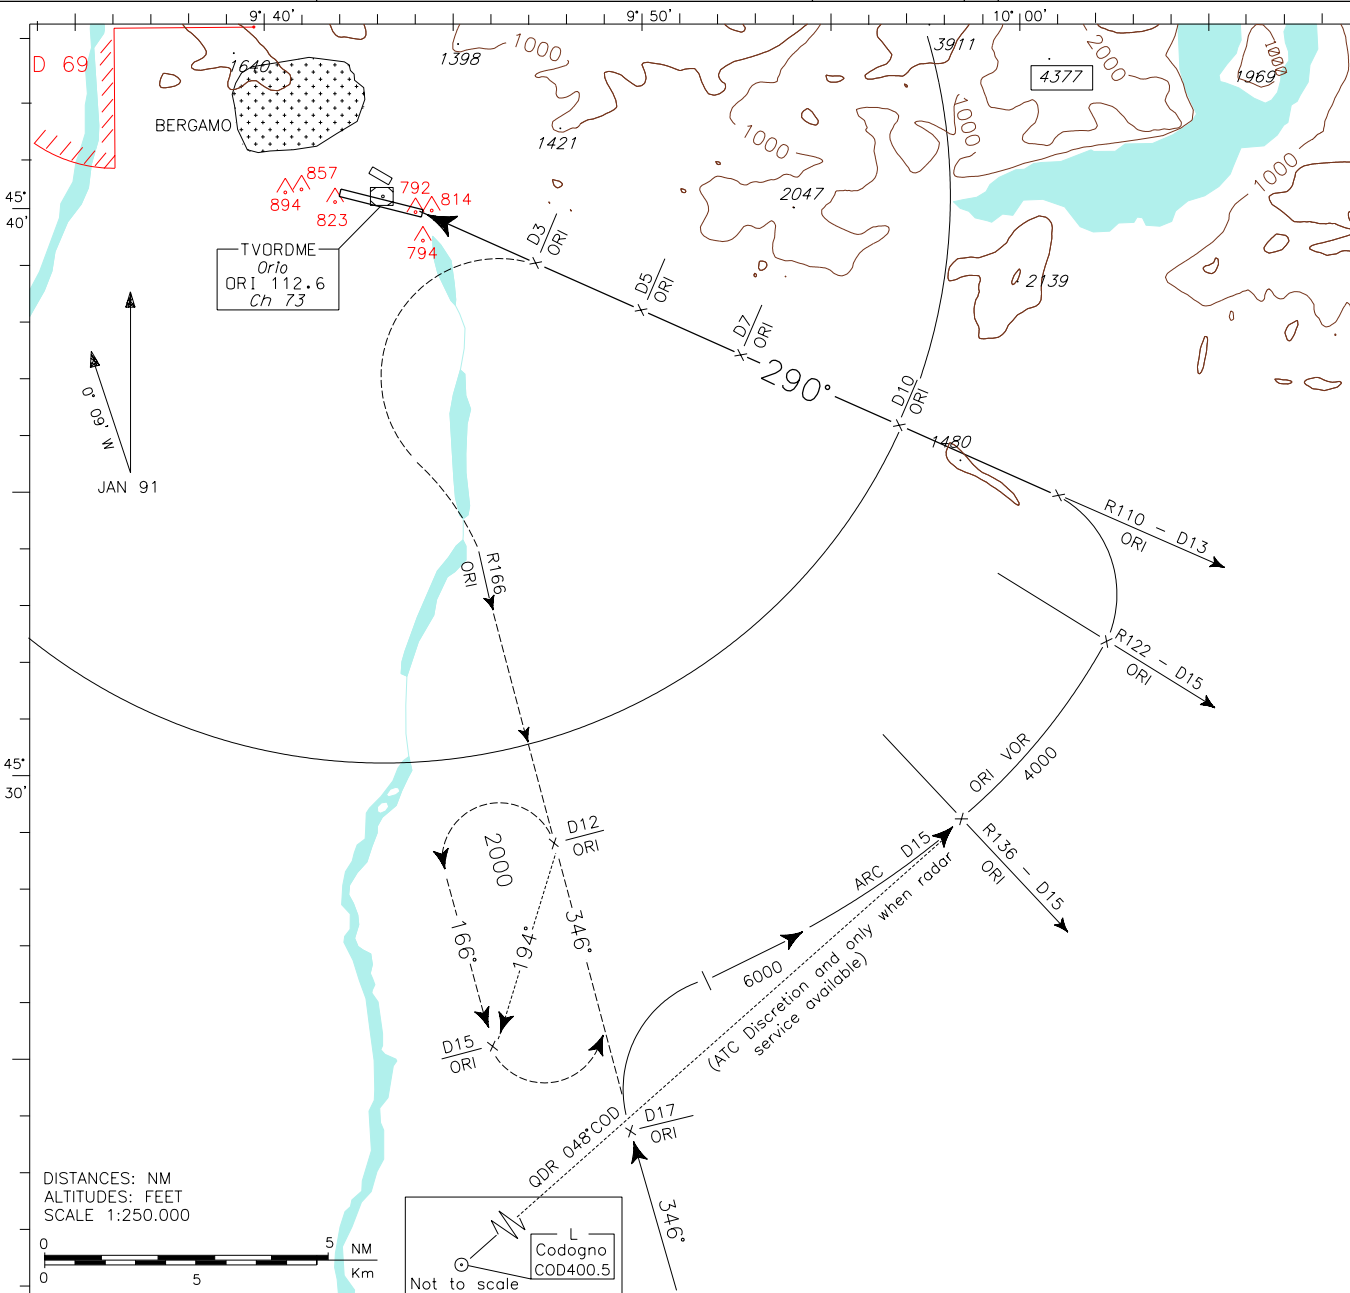 9° 40'
9° 50'
10° 00'
D 69
1640
1398
1000
3911
2000
4377
1000
1969
BERGAMO
1421
1000
1000
1000
857
894
823
792
814
794
2047
45°
40'
TVORDME
Orio
ORI 112.6
Ch 73
D3
ORI
D5
ORI
D7
ORI
2139
290°
D10
ORI
1480
0° 09' W
JAN 91
R110 - D13
ORI
R166
ORI
R122 - D15
ORI
45°
30'
ORI VOR
4000
D12
ORI
2000
ARC D15
R136 - D15
ORI
346°
166°
194°
6000
(ATC Discretion and only when radar
service available)
D15
ORI
D17
ORI
QDR 048° COD
346°
DISTANCES: NM
ALTITUDES: FEET
SCALE 1:250.000
0 5 NM
0 5 Km
L
Codogno
COD400.5
Not to scale